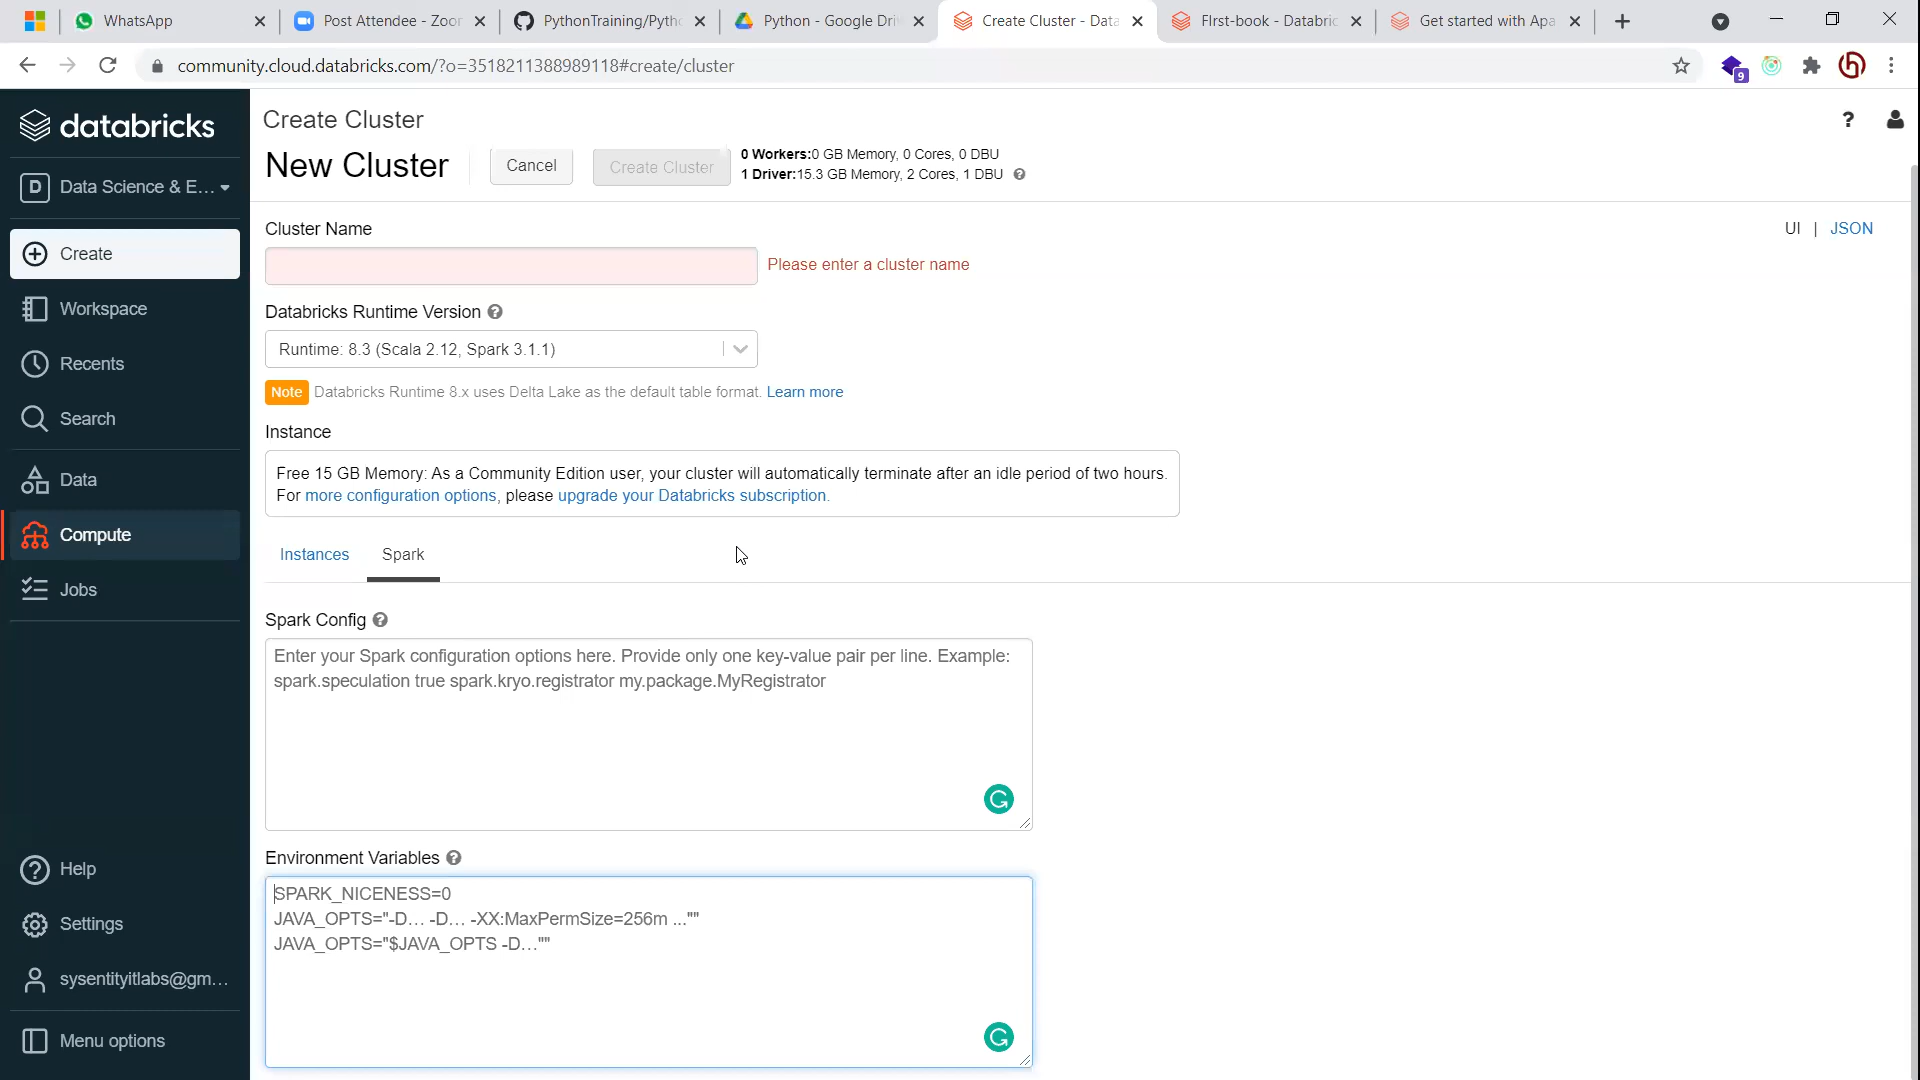 WhatsApp
Post Attendee - Zoor
PythonTraining/Pytho
Python - Google Driv
Create Cluster - Data
FIrst-book - Databric
Get started with Apa
community.cloud.databricks.com/?o=3518211388989118#create/cluster
9
databricks
D
Data Science & E...
Create
Workspace
Recents
Search
Data
Compute
Jobs
Help
Settings
sysentityitlabs@gm...
Menu options
Create Cluster
New Cluster
Cancel
Create Cluster
0 Workers:0 GB Memory, 0 Cores, 0 DBU
1 Driver:15.3 GB Memory, 2 Cores, 1 DBU
Cluster Name
UI | JSON
Please enter a cluster name
Databricks Runtime Version
Runtime: 8.3 (Scala 2.12, Spark 3.1.1)
Note Databricks Runtime 8.x uses Delta Lake as the default table format. Learn more
Instance
Free 15 GB Memory: As a Community Edition user, your cluster will automatically terminate after an idle period of two hours.
For more configuration options, please upgrade your Databricks subscription.
Instances
Spark
Spark Config
Enter your Spark configuration options here. Provide only one key-value pair per line. Example:
spark.speculation true spark.kryo.registrator my.package.MyRegistrator
Environment Variables
SPARK_NICENESS=0
JAVA_OPTS="-D... -D... -XX:MaxPermSize=256m ...""
JAVA_OPTS="$JAVA_OPTS -D...""